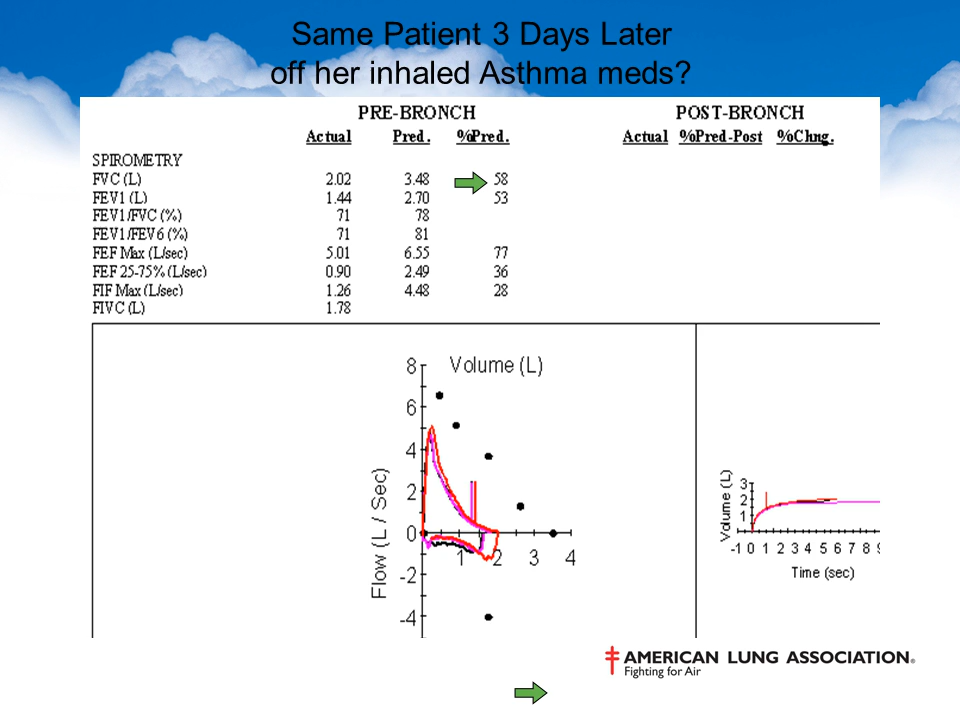 Same Patient 3 Days Later
off her inhaled Asthma meds?
PRE-BRONCH POST-BRONCH
Actual Pred. %Pred. Actual %Pred-Post %Chng.
SPIROMETRY
FVC (L) 2.02 3.48 58
FEV1 (L) 1.44 2.70 53
FEV1/FVC (%) 71 78
FEV1/FEV6 (%) 71 81
FEF Max (L/sec) 5.01 6.55 77
FEF 25-75% (L/sec) 0.90 2.49 36
FIF Max (L/sec) 1.26 4.48 28
FIVC (L) 1.78
8 Volume (L)
6
4
2
0
1 2 3 4
-2
-4
Flow (L / Sec)
Volume (L)
3
2
1
-1 0 1 2 3 4 5 6 7 8
Time (sec)
AMERICAN LUNG ASSOCIATION®
Fighting for Air